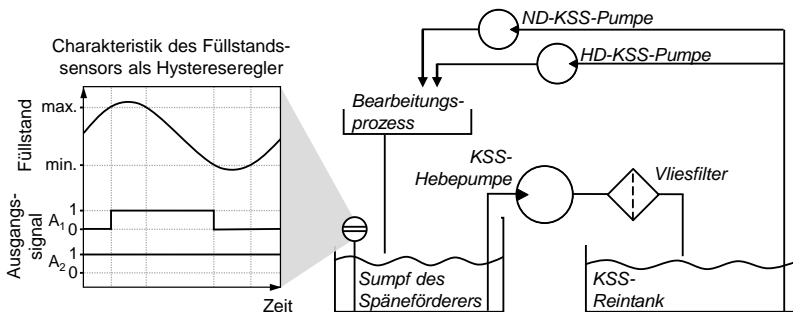 Charakteristik des Füllstands-
sensors als Hystereseregler
Füllstand
max.
min.
Ausgangs-
signal
A1
1
0
A2
1
0
Zeit
ND-KSS-Pumpe
HD-KSS-Pumpe
Bearbeitungs-
prozess
KSS-
Hebepumpe
Vliesfilter
Sumpf des
Späneförderers
KSS-
Reintank